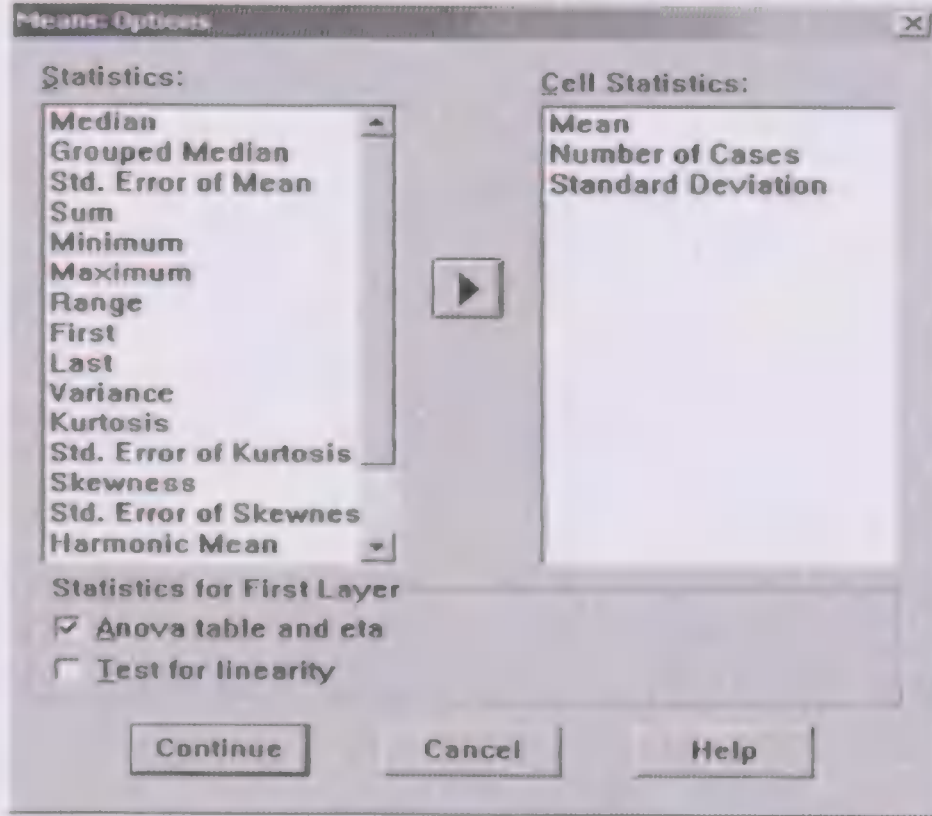 Means: Options
Statistics:
Median
Grouped Median
Std. Error of Mean
Sum
Minimum
Maximum
Range
First
Last
Variance
Kurtosis
Std. Error of Kurtosis
Skewness
Std. Error of Skewnes
Harmonic Mean
Cell Statistics:
Mean
Number of Cases
Standard Deviation
Statistics for First Layer
Anova table and eta
Test for linearity
Continue
Cancel
Help